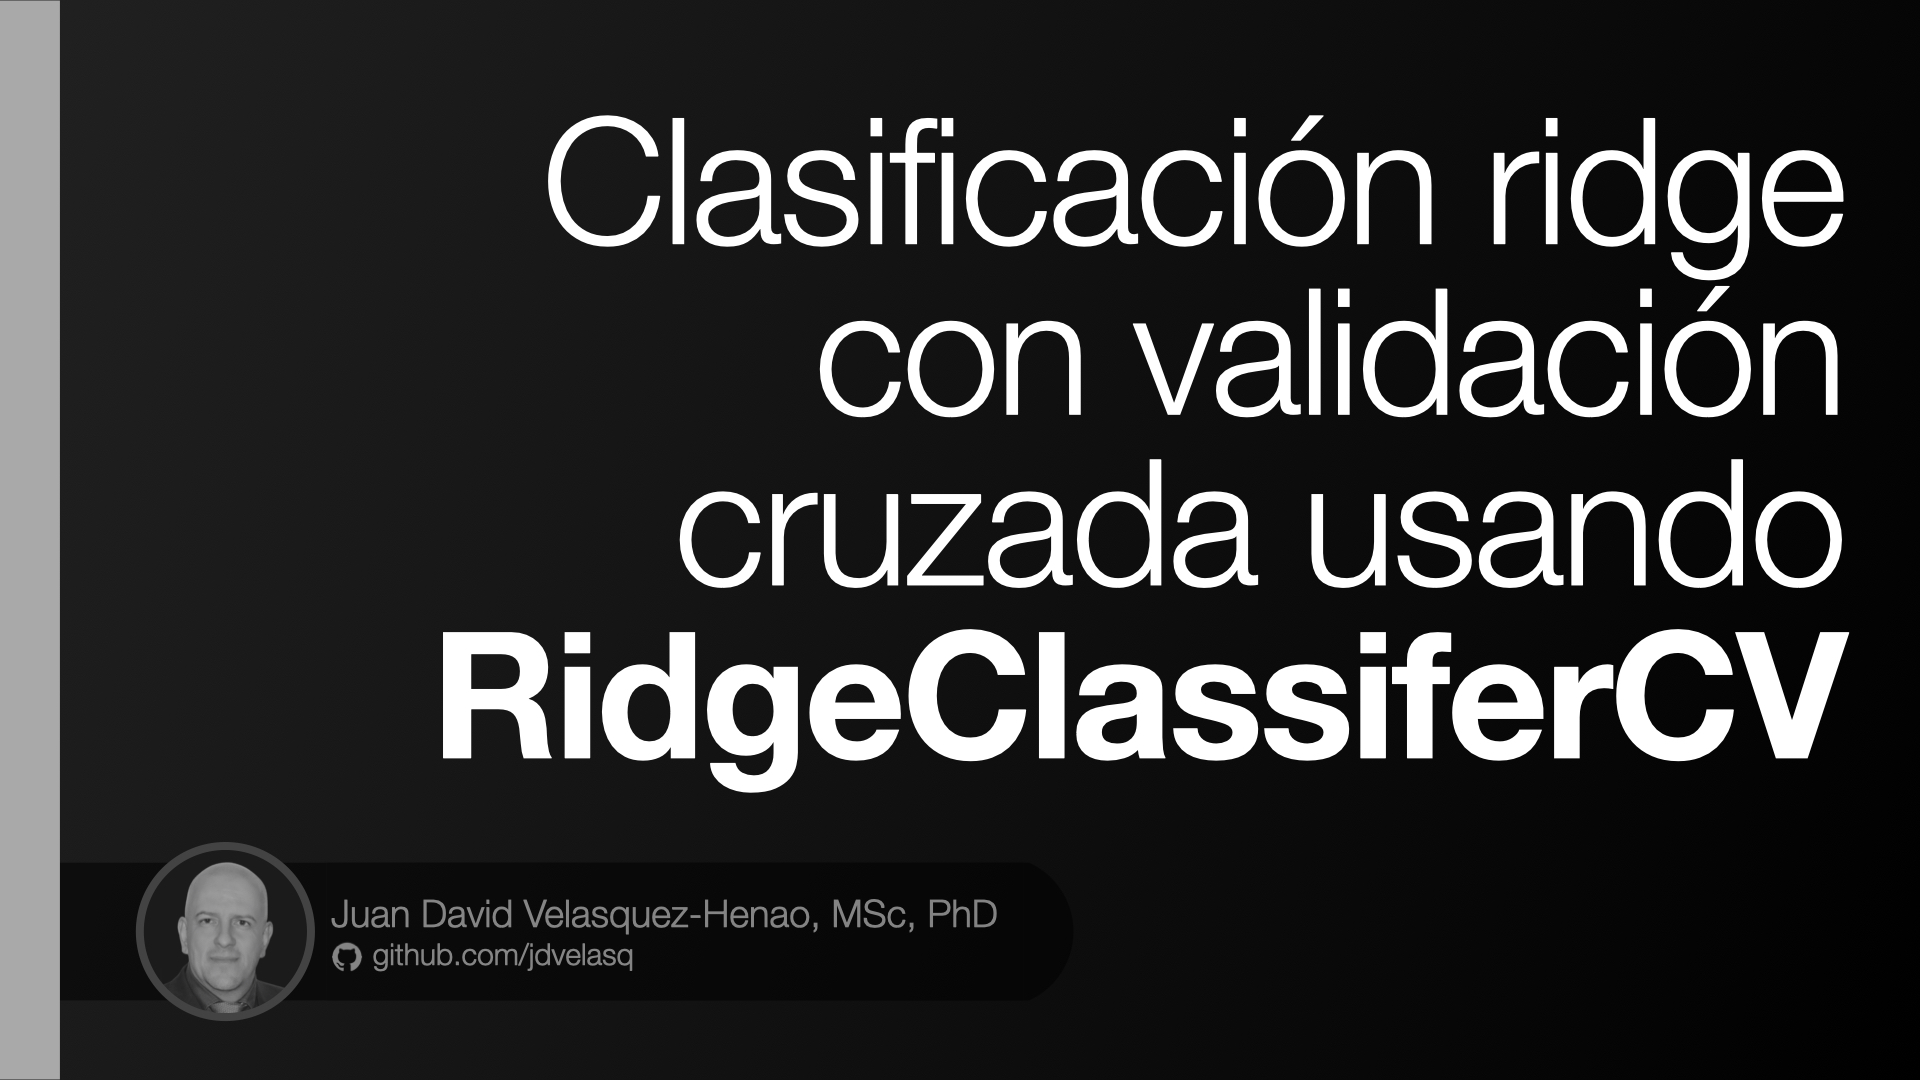 Clasificación ridge
con validación
cruzada usando
RidgeClassiferCV
Juan David Velasquez-Henao, MSc, PhD
github.com/jdvelasq